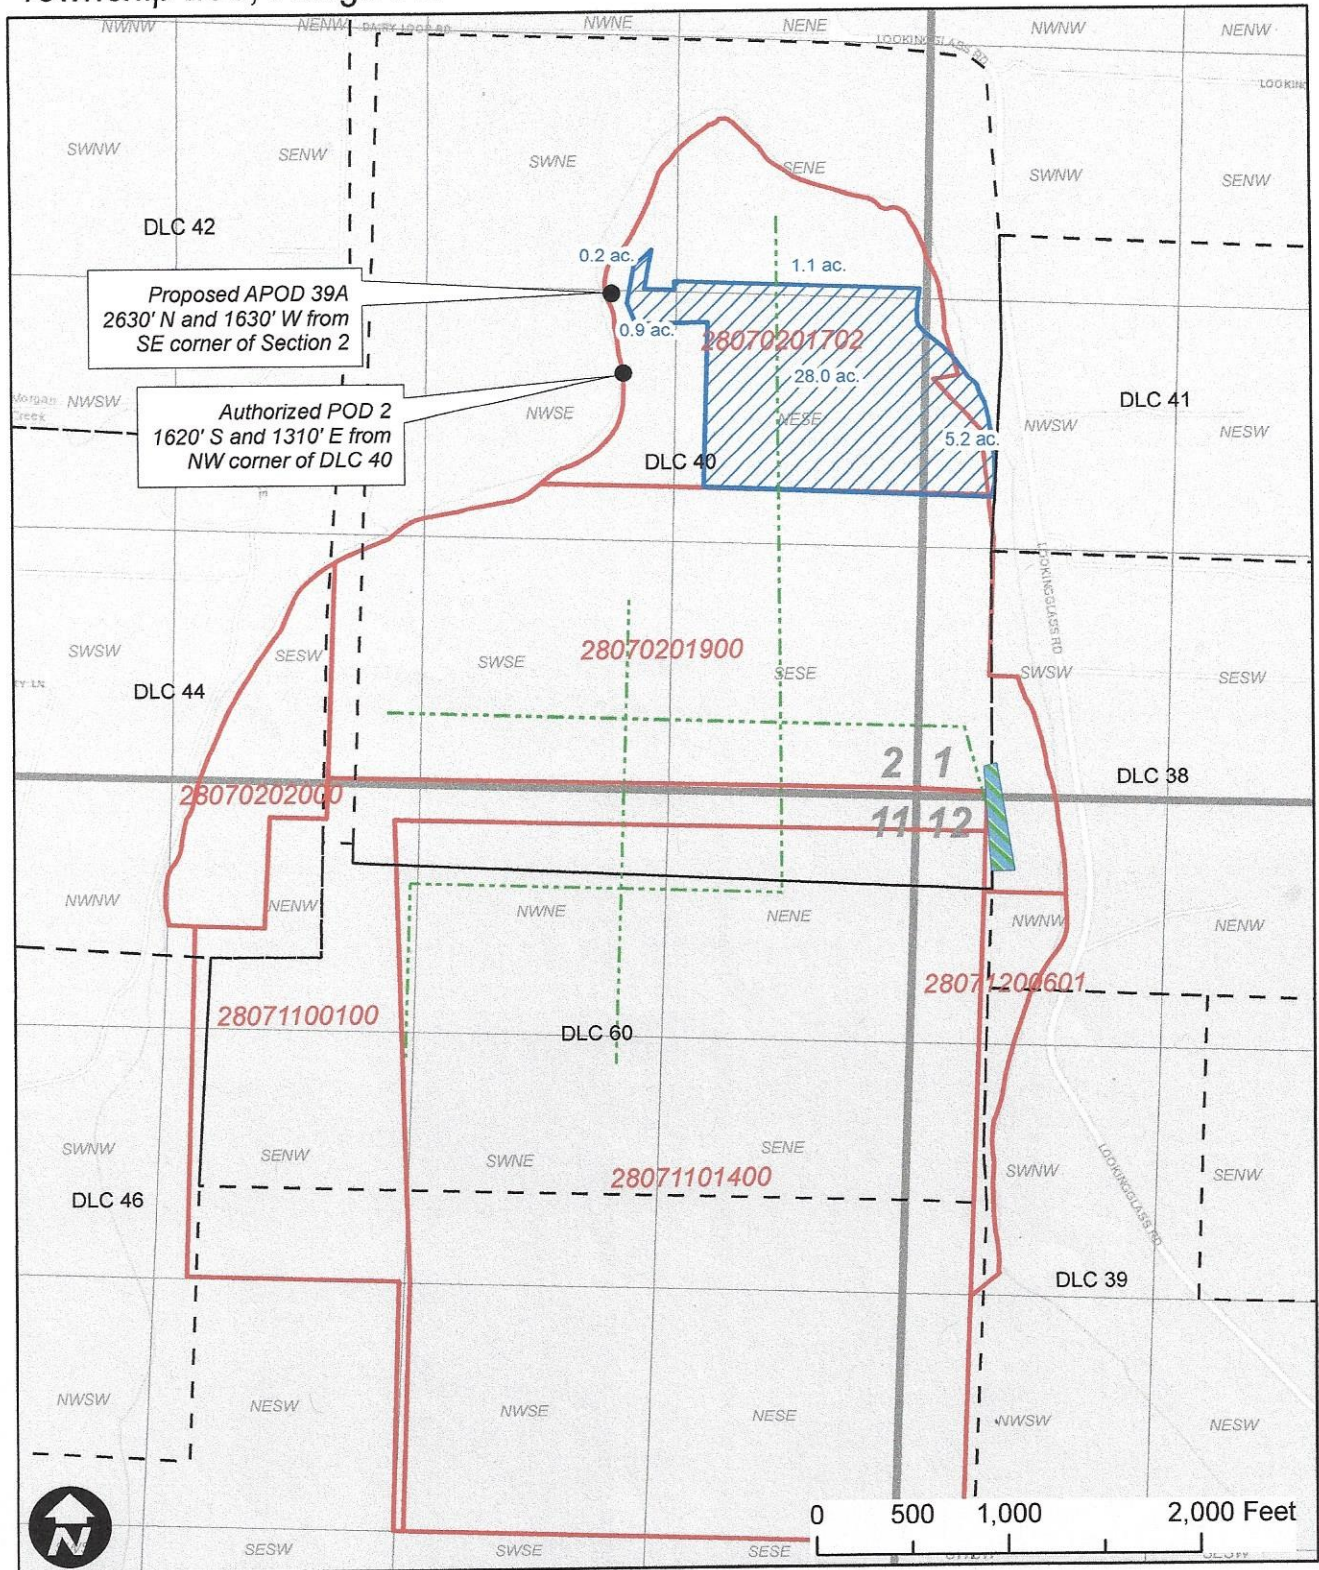 NWNW
NENW
DAIRY LOOP RD
NWNE
NENE
LOOKINGLASS RD
NWNW
NENW
SWNW
SENW
SWNE
SENE
SWNW
SENW
DLC 42
0.2 ac.
1.1 ac.
Proposed APOD 39A
2630' N and 1630' W from
SE corner of Section 2
0.9 ac.
28070201702
28.0 ac.
Authorized POD 2
1620' S and 1310' E from
NW corner of DLC 40
Morgan
Creek
NWSW
NWSE
NESE
NWSW
DLC 41
NESW
5.2 ac.
DLC 40
LOOKINGGLASS RD
SWSW
SESW
SWSE
28070201900
SESE
SWSW
SESW
DLC 44
2
1
DLC 38
28070202000
11
12
NWNW
NENW
NWNE
NENE
NWNW
NENW
28071200601
28071100100
DLC 60
SWNW
SENW
SWNE
SENE
SWNW
SENW
28071101400
LOOKINGGLASS RD
DLC 46
DLC 39
NWSW
NESW
NWSE
NESE
NWSW
NESW
0
500
1,000
2,000 Feet
N
SESW
SWSE
SESE